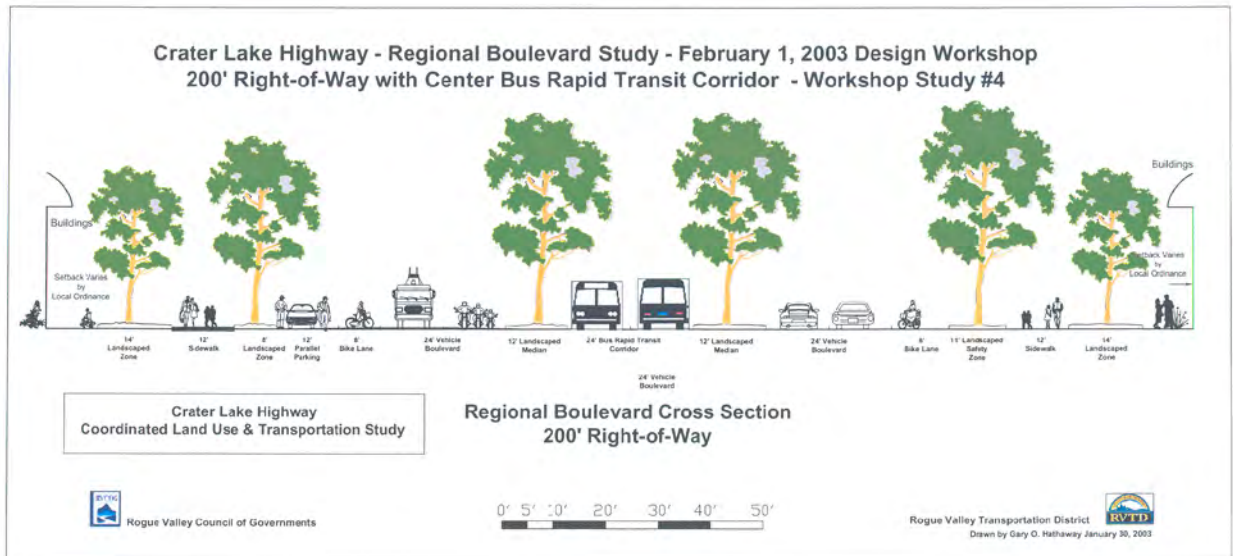 Crater Lake Highway - Regional Boulevard Study - February 1, 2003 Design Workshop
200' Right-of-Way with Center Bus Rapid Transit Corridor - Workshop Study #4
Buildings
Buildings
Setback Varies
by
Local Ordinance
Setback Varies
by
Local Ordinance
14'
Landscaped
Zone
12'
Sidewalk
8'
Landscaped
Zone
12'
Parallel
Parking
6'
Bike Lane
24' Vehicle
Boulevard
12' Landscaped
Median
24' Bus Rapid Transit
Corridor
12' Landscaped
Median
24' Vehicle
Boulevard
6'
Bike Lane
11' Landscaped
Safety
Zone
12'
Sidewalk
14'
Landscaped
Zone
24' Vehicle
Boulevard
Crater Lake Highway
Coordinated Land Use & Transportation Study
Regional Boulevard Cross Section
200' Right-of-Way
Rogue Valley Council of Governments
0' 5' 10' 20' 30' 40' 50'
Rogue Valley Transportation District
RVTD
Drawn by Gary O. Hathaway January 30, 2003